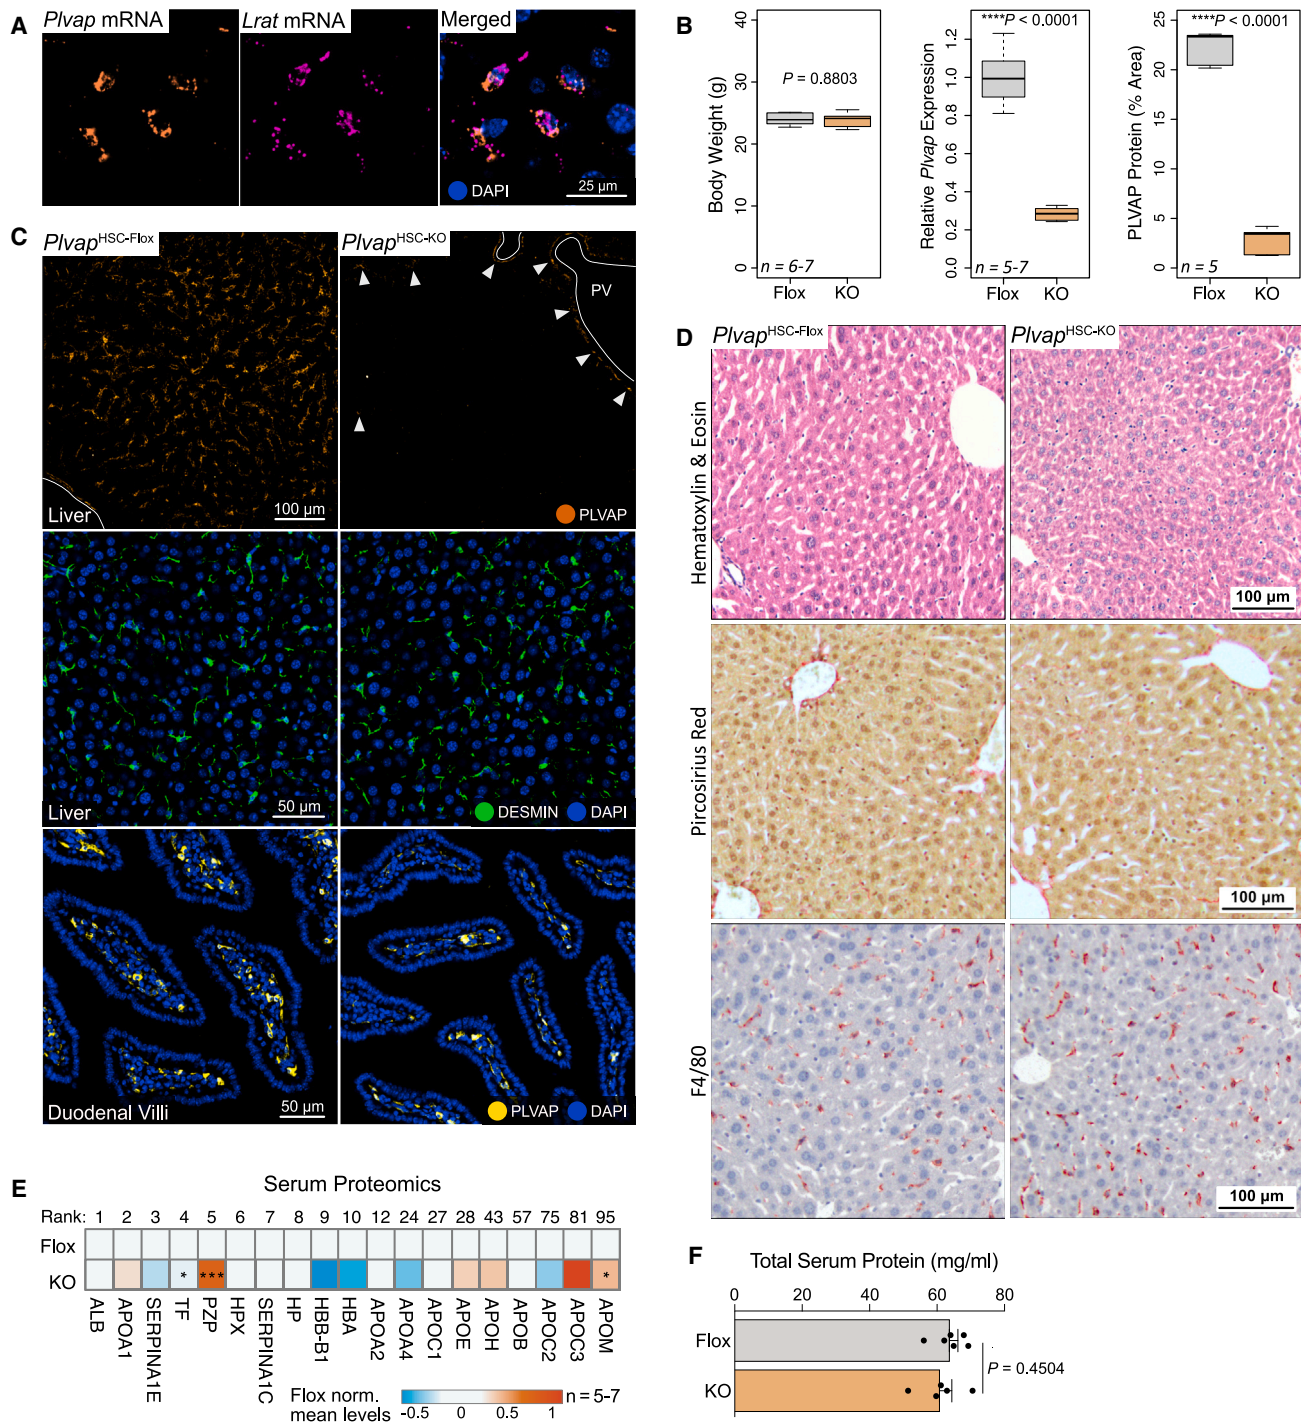 A
Plvap mRNA
Lrat mRNA
Merged
DAPI
25 µm
B
Body Weight (g)
40
30
20
10
0
P = 0.8803
n = 6-7
Flox
KO
Relative Plvap Expression
1.2
1.0
0.8
0.6
0.4
0.2
0.0
****P < 0.0001
n = 5-7
Flox
KO
PLVAP Protein (% Area)
25
20
15
10
5
0
****P < 0.0001
n = 5
Flox
KO
C
PlvapHSC-Flox
PlvapHSC-KO
PV
Liver
100 µm
PLVAP
Liver
50 µm
DESMIN
DAPI
Duodenal Villi
50 µm
PLVAP
DAPI
D
PlvapHSC-Flox
PlvapHSC-KO
Hematoxylin & Eosin
100 µm
Pircosirius Red
100 µm
F4/80
100 µm
E
Serum Proteomics
Rank: 1 2 3 4 5 6 7 8 9 10 12 24 27 28 43 57 75 81 95
Flox
KO
* *** *
ALB APOA1 SERPINA1E TF PZP HPX SERPINA1C HP HBB-B1 HBA APOA2 APOA4 APOC1 APOE APOH APOB APOC2 APOC3 APOM
Flox norm.
mean levels
-0.5 0 0.5 1
n = 5-7
F
Total Serum Protein (mg/ml)
0 20 40 60 80
Flox
KO
P = 0.4504